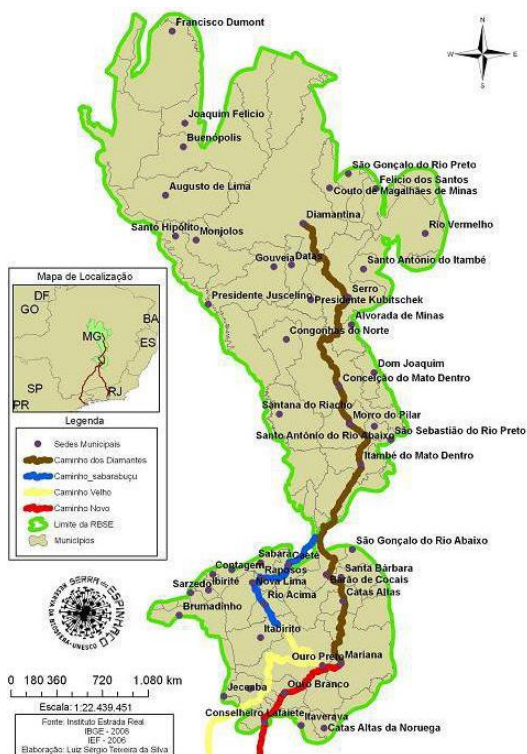 Francisco Dumont
N
W E
S
Joaquim Felício
Buenópolis
São Gonçalo do Rio Preto
Felício dos Santos
Couto de Magalhães de Minas
Augusto de Lima
Diamantina
Rio Vermelho
Santo Hipólito
Monjolos
Datas
Gouveia
Santo Antônio do Itambé
Serro
Presidente Juscelino
Presidente Kubitschek
Alvorada de Minas
Congonhas do Norte
Dom Joaquim
Conceição do Mato Dentro
Santana do Riacho
Morro do Pilar
Santo Antônio do Rio Abaixo
São Sebastião do Rio Preto
Itambé do Mato Dentro
São Gonçalo do Rio Abaixo
Sabará
Caeté
Contagem
Raposos
Santa Bárbara
Ibirité
Nova Lima
Barão de Cocais
Sarzedo
Rio Acima
Catas Altas
Brumadinho
Itabirito
Ouro Preto
Mariana
Jeceaba
Ouro Branco
Conselheiro Lafaiete
Itaverava
Catas Altas da Noruega
Mapa de Localização
DF
GO
BA
MG
ES
SP
RJ
PR
Legenda
Sedes Municipais
Caminho dos Diamantes
Caminho_sabarabuçu
Caminho Velho
Caminho Novo
Limite da RBSE
Municípios
SERRA DO ESPINHAÇO
RESERVA DA BIOSFERA-UNESCO
0 180 360 720 1.080 km
Escala: 1:22.439.451
Fonte: Instituto Estrada Real
IBGE - 2008
IEF - 2006
Elaboração: Luiz Sérgio Teixeira da Silva